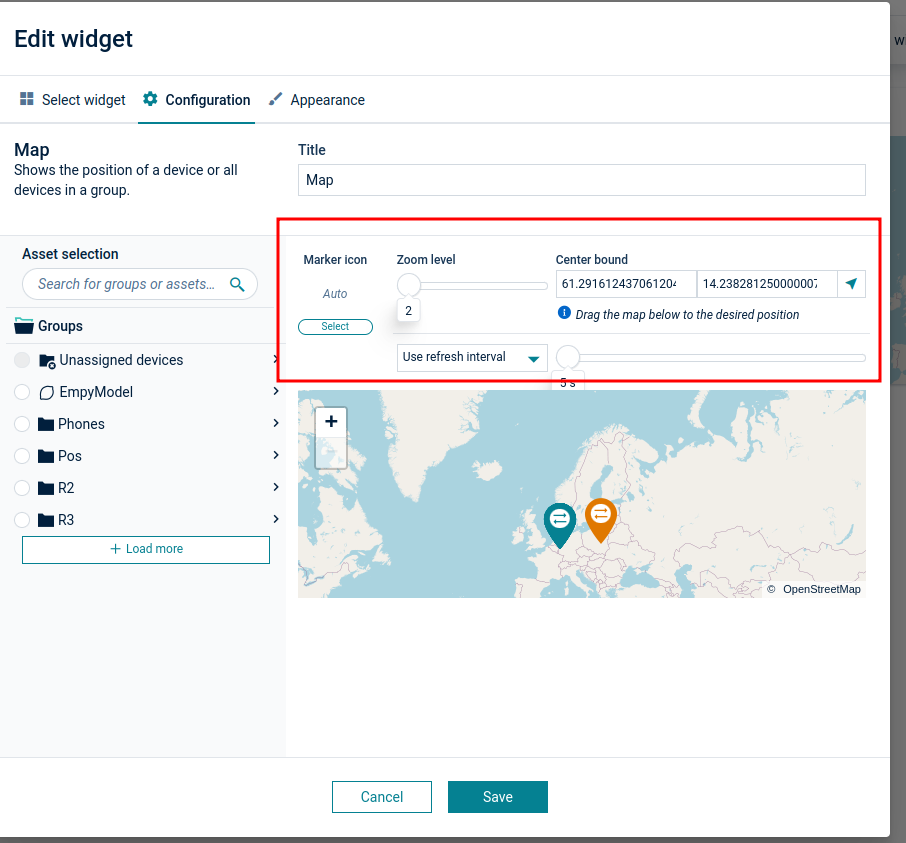 Edit widget
w
Select widget
Configuration
Appearance
Map
Shows the position of a device or all
devices in a group.
Title
Map
Asset selection
Search for groups or assets...
Groups
Unassigned devices
EmpyModel
Phones
Pos
R2
R3
+ Load more
Marker icon
Auto
Select
Zoom level
2
Center bound
61.291612437061204
14.238281250000007
Drag the map below to the desired position
Use refresh interval
5 s
+
© OpenStreetMap
Cancel
Save